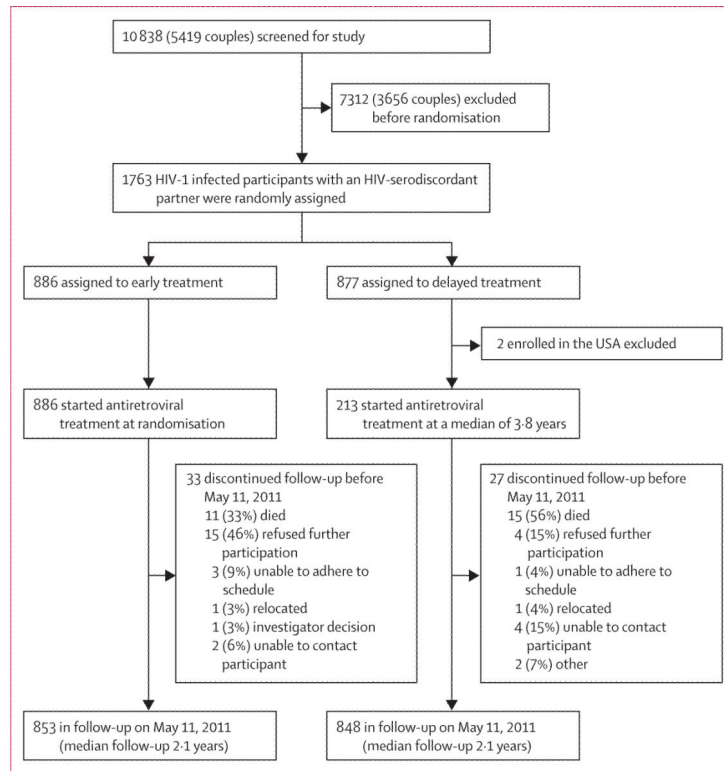 10 838 (5419 couples) screened for study
7312 (3656 couples) excluded
before randomisation
1763 HIV-1 infected participants with an HIV-serodiscordant
partner were randomly assigned
886 assigned to early treatment
877 assigned to delayed treatment
2 enrolled in the USA excluded
886 started antiretroviral
treatment at randomisation
213 started antiretroviral
treatment at a median of 3·8 years
33 discontinued follow-up before
May 11, 2011
11 (33%) died
15 (46%) refused further
participation
3 (9%) unable to adhere to
schedule
1 (3%) relocated
1 (3%) investigator decision
2 (6%) unable to contact
participant
27 discontinued follow-up before
May 11, 2011
15 (56%) died
4 (15%) refused further
participation
1 (4%) unable to adhere to
schedule
1 (4%) relocated
4 (15%) unable to contact
participant
2 (7%) other
853 in follow-up on May 11, 2011
(median follow-up 2·1 years)
848 in follow-up on May 11, 2011
(median follow-up 2·1 years)